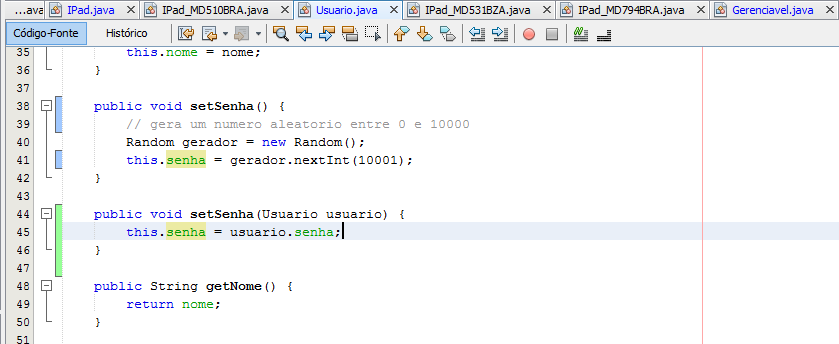 ...ava IPad.java IPad_MD510BRA.java Usuario.java IPad_MD531BZA.java IPad_MD794BRA.java Gerenciavel.java
Código-Fonte Histórico
35 this.nome = nome;
36 }
37
38 public void setSenha() {
39 // gera um numero aleatorio entre 0 e 10000
40 Random gerador = new Random();
41 this.senha = gerador.nextInt(10001);
42 }
43
44 public void setSenha(Usuario usuario) {
45 this.senha = usuario.senha;
46 }
47
48 public String getNome() {
49 return nome;
50 }
51